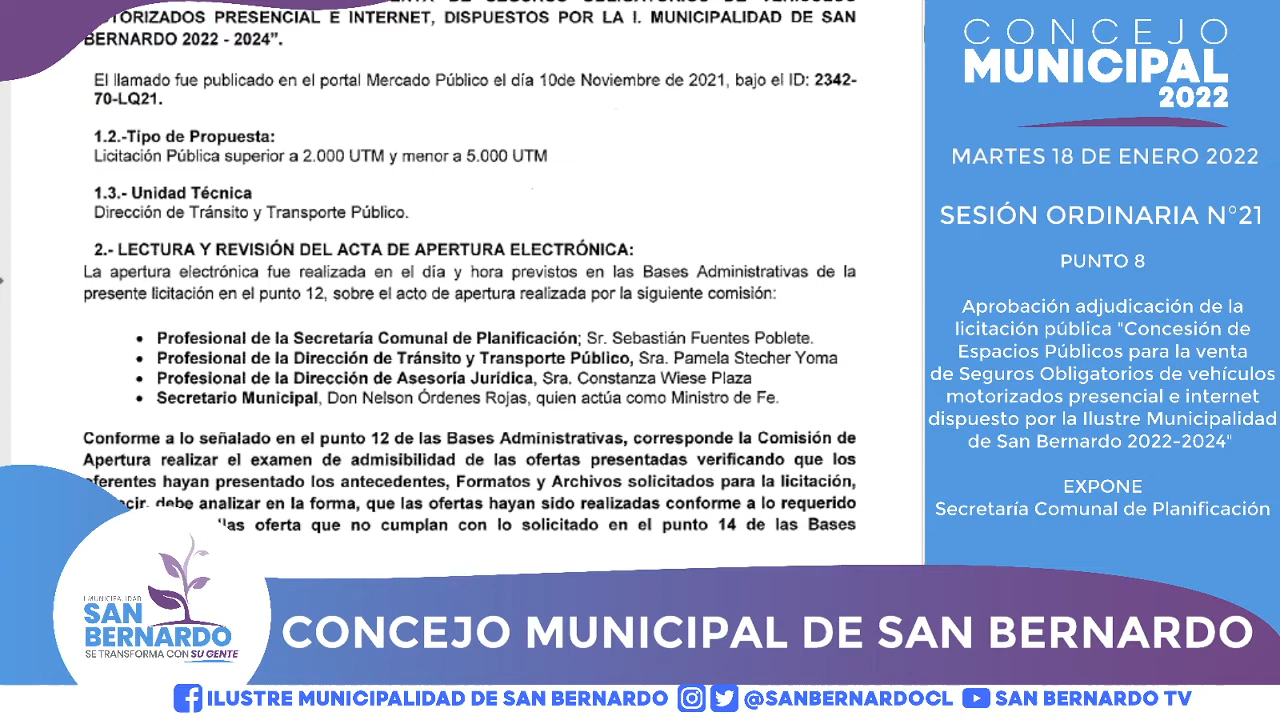 MOTORIZADOS PRESENCIAL E INTERNET, DISPUESTOS POR LA I. MUNICIPALIDAD DE SAN
BERNARDO 2022 - 2024”.
El llamado fue publicado en el portal Mercado Público el día 10de Noviembre de 2021, bajo el ID: 2342-
70-LQ21.
1.2.-Tipo de Propuesta:
Licitación Pública superior a 2.000 UTM y menor a 5.000 UTM
1.3.- Unidad Técnica
Dirección de Tránsito y Transporte Público.
2.- LECTURA Y REVISIÓN DEL ACTA DE APERTURA ELECTRÓNICA:
La apertura electrónica fue realizada en el día y hora previstos en las Bases Administrativas de la
presente licitación en el punto 12, sobre el acto de apertura realizada por la siguiente comisión:
• Profesional de la Secretaría Comunal de Planificación; Sr. Sebastián Fuentes Poblete.
• Profesional de la Dirección de Tránsito y Transporte Público, Sra. Pamela Stecher Yoma
• Profesional de la Dirección de Asesoría Jurídica, Sra. Constanza Wiese Plaza
• Secretario Municipal, Don Nelson Órdenes Rojas, quien actúa como Ministro de Fe.
Conforme a lo señalado en el punto 12 de las Bases Administrativas, corresponde la Comisión de
Apertura realizar el examen de admisibilidad de las ofertas presentadas verificando que los
oferentes hayan presentado los antecedentes, Formatos y Archivos solicitados para la licitación,
debe analizar en la forma, que las ofertas hayan sido realizadas conforme a lo requerido
oferta que no cumplan con lo solicitado en el punto 14 de las Bases
CONCEJO
MUNICIPAL
2022
MARTES 18 DE ENERO 2022
SESIÓN ORDINARIA N°21
PUNTO 8
Aprobación adjudicación de la
licitación pública "Concesión de
Espacios Públicos para la venta
de Seguros Obligatorios de vehículos
motorizados presencial e internet
dispuesto por la Ilustre Municipalidad
de San Bernardo 2022-2024"
EXPONE
Secretaría Comunal de Planificación
I. MUNICIPALIDAD
SAN
BERNARDO
SE TRANSFORMA CON SU GENTE
CONCEJO MUNICIPAL DE SAN BERNARDO
ILUSTRE MUNICIPALIDAD DE SAN BERNARDO @SANBERNARDOCL SAN BERNARDO TV